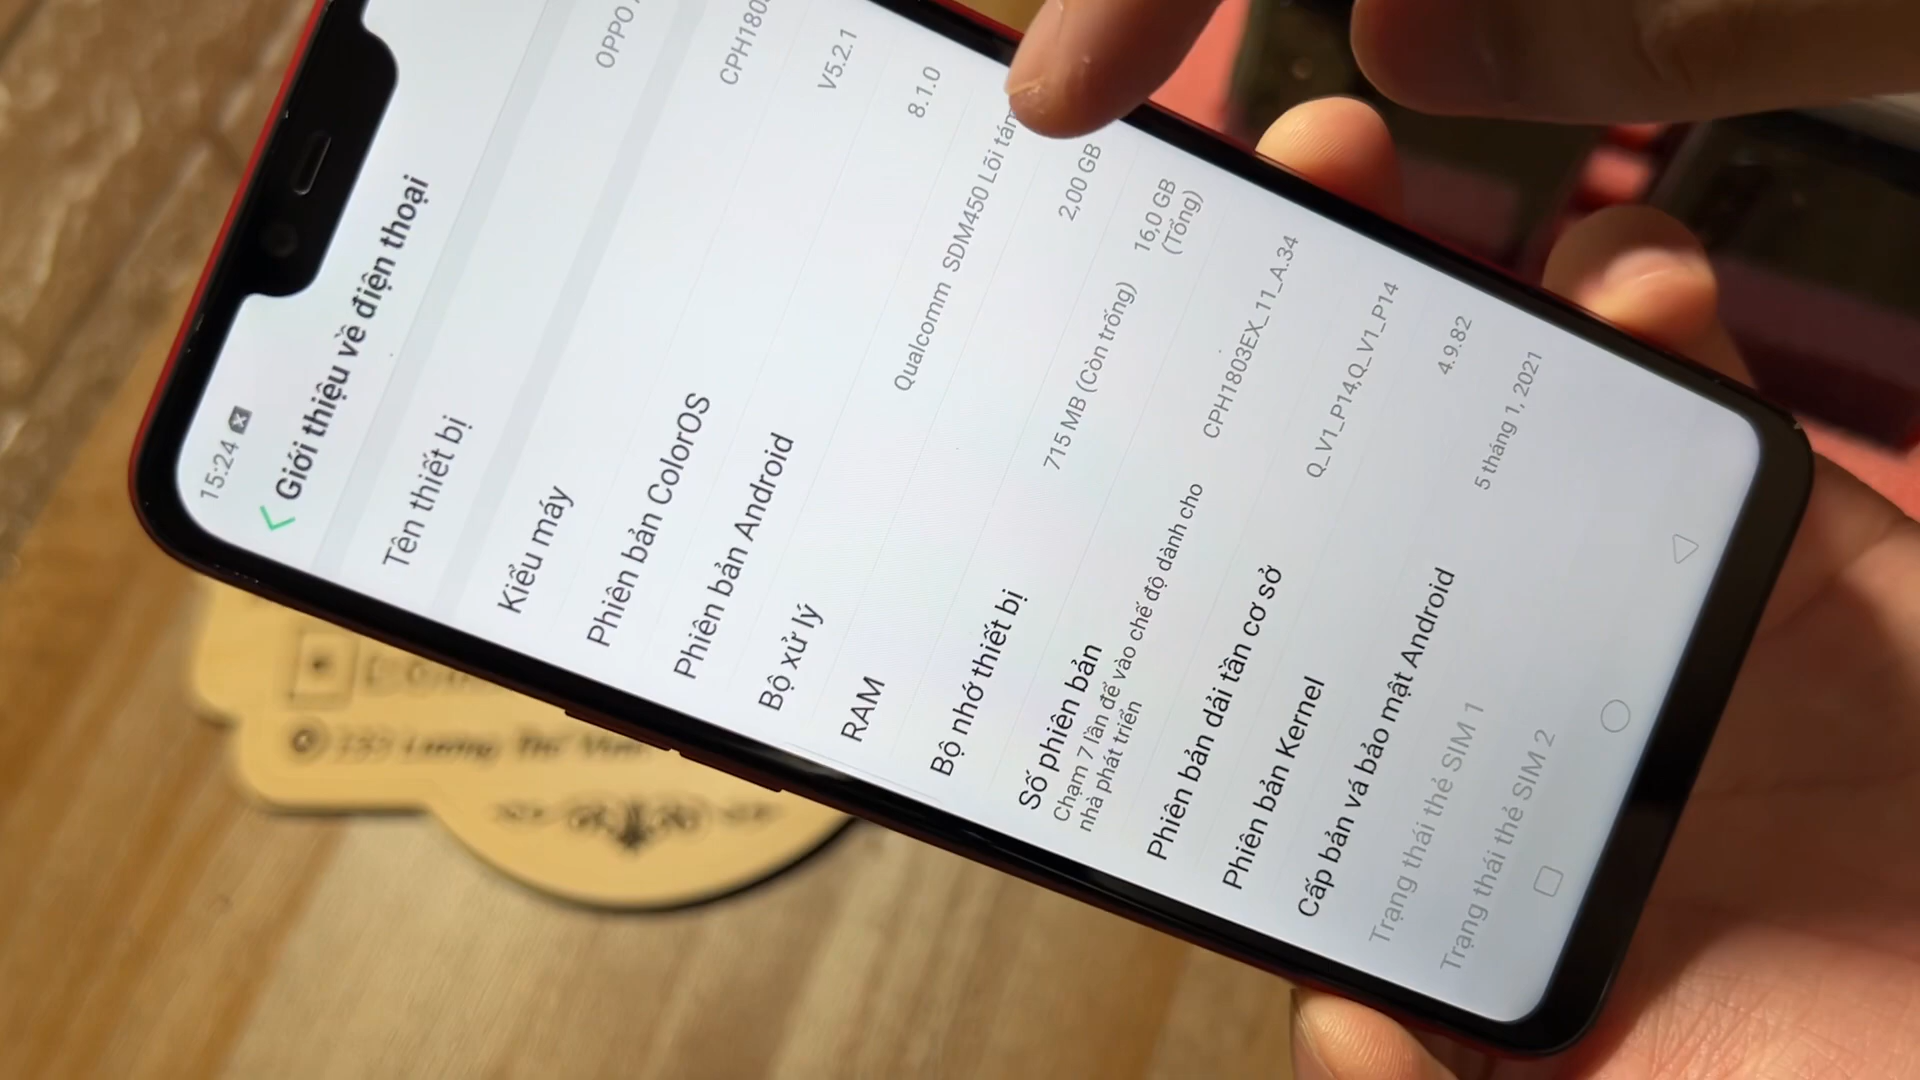 15:24
Giới thiệu về điện thoại
Tên thiết bị OPPO
Kiểu máy CPH180
Phiên bản ColorOS V5.2.1
Phiên bản Android 8.1.0
Bộ xử lý Qualcomm SDM450 Lõi tám
RAM 2,00 GB
Bộ nhớ thiết bị 715 MB (Còn trống) 16,0 GB
(Tổng)
Số phiên bản CPH1803EX_11_A.34
Chạm 7 lần để vào chế độ dành cho
nhà phát triển
Phiên bản dải tần cơ sở Q_V1_P14,Q_V1_P14
Phiên bản Kernel 4.9.82
Cấp bản vá bảo mật Android 5 tháng 1, 2021
Trạng thái thẻ SIM 1
Trạng thái thẻ SIM 2